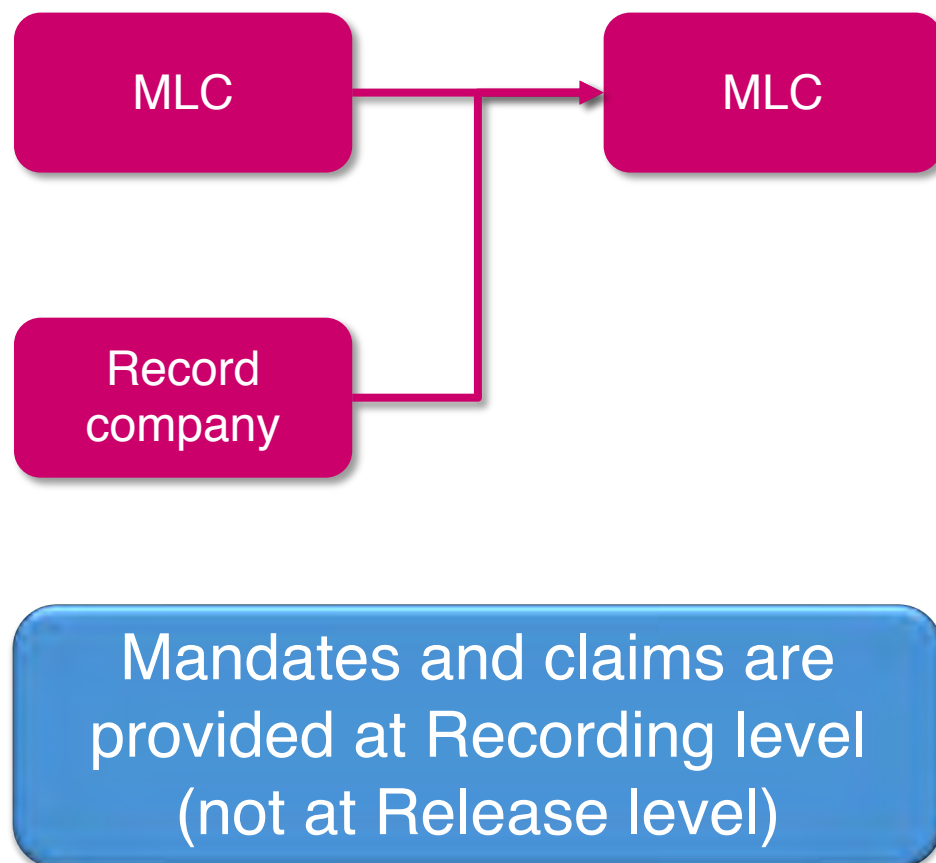 MLC
MLC
Record
company
Mandates and claims are
provided at Recording level
(not at Release level)